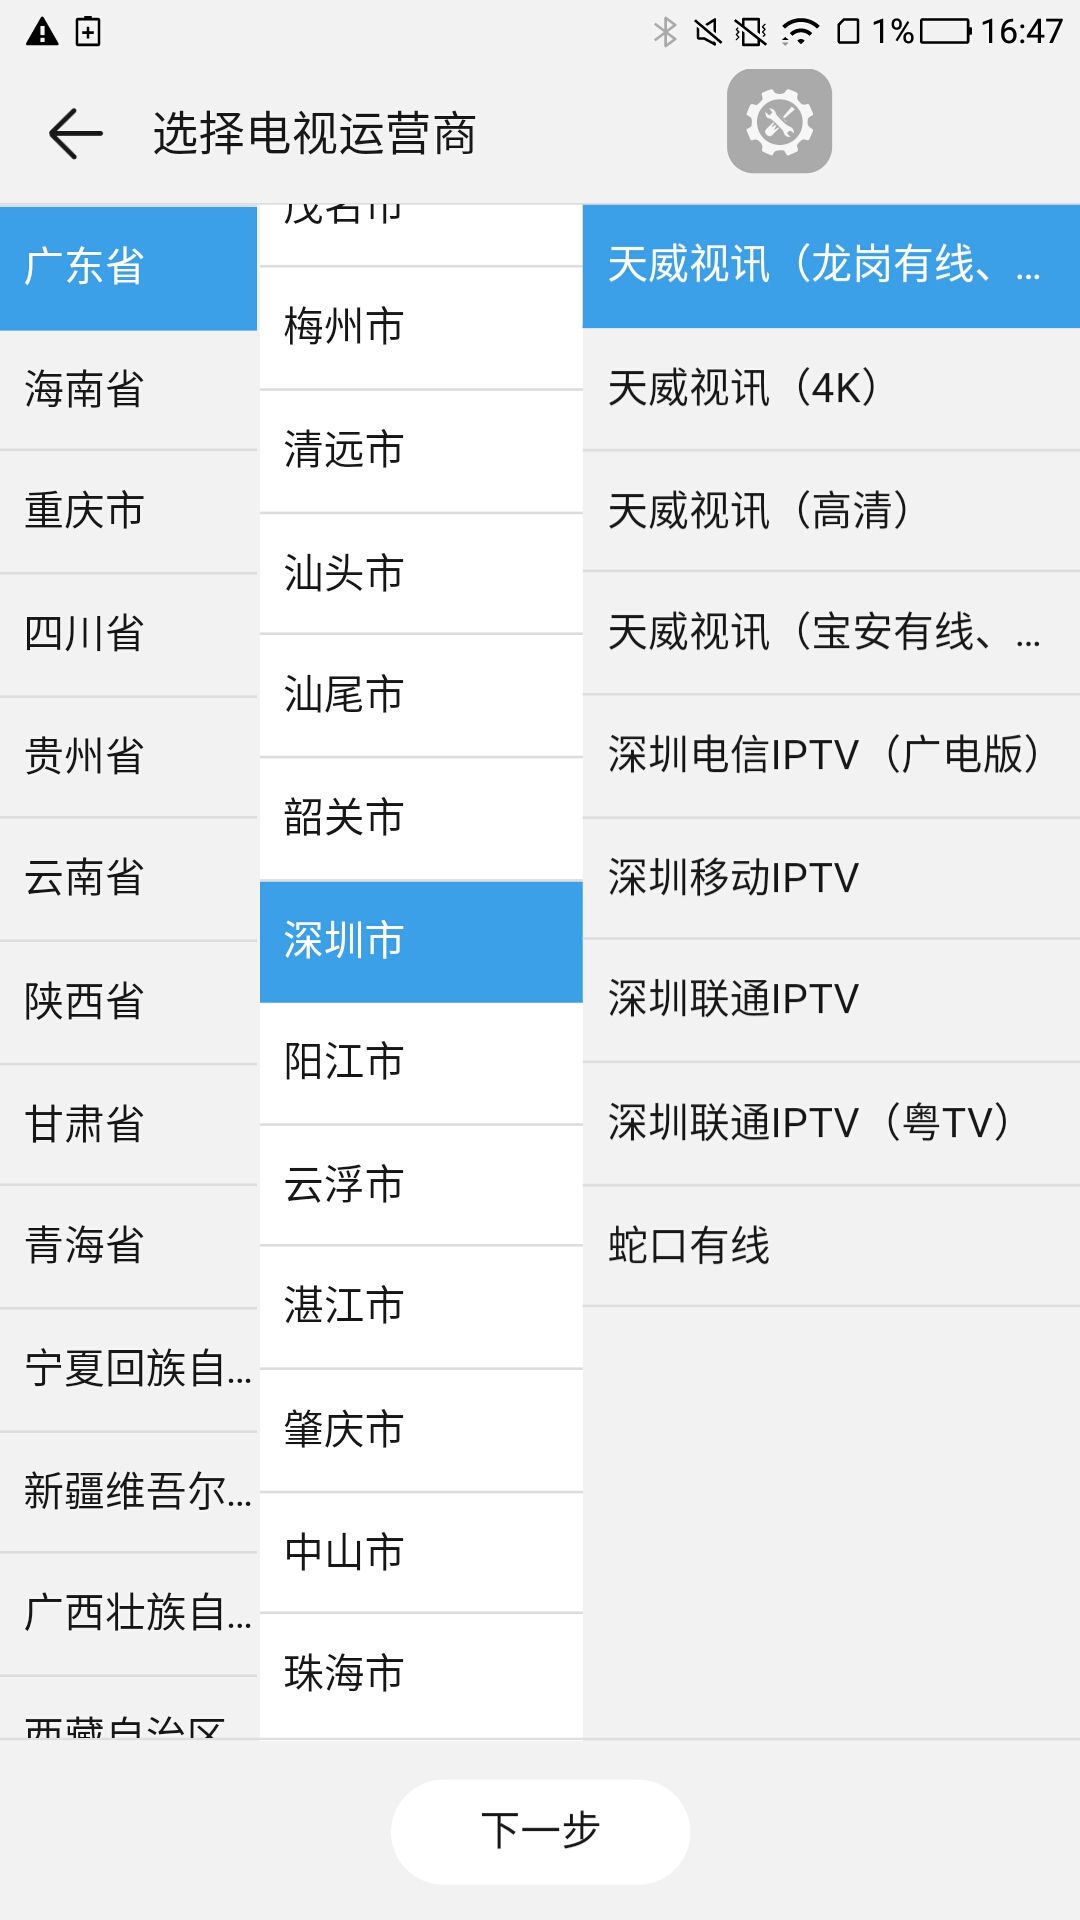 1%
16:47
选择电视运营商
广东省
海南省
重庆市
四川省
贵州省
云南省
陕西省
甘肃省
青海省
宁夏回族自...
新疆维吾尔...
广西壮族自...
西藏自治区
茂名市
梅州市
清远市
汕头市
汕尾市
韶关市
深圳市
阳江市
云浮市
湛江市
肇庆市
中山市
珠海市
天威视讯（龙岗有线、...
天威视讯（4K）
天威视讯（高清）
天威视讯（宝安有线、...
深圳电信IPTV（广电版）
深圳移动IPTV
深圳联通IPTV
深圳联通IPTV（粤TV）
蛇口有线
下一步